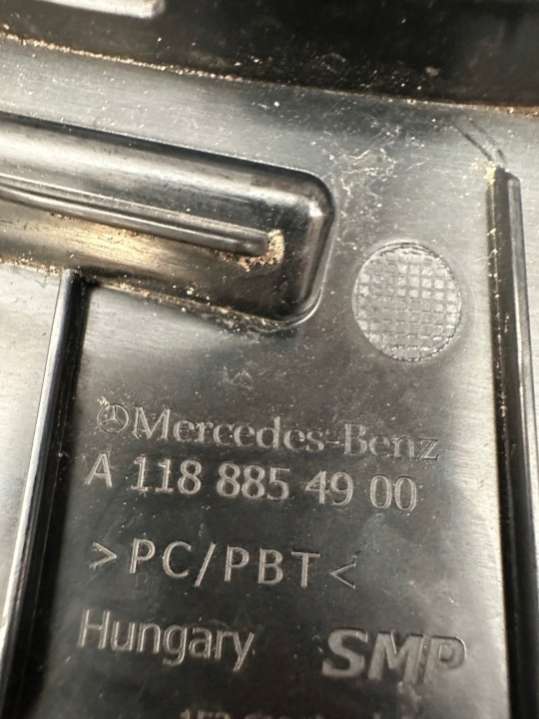 Mercedes-Benz
A 118 885 49 00
>PC/PBT<
Hungary SMP